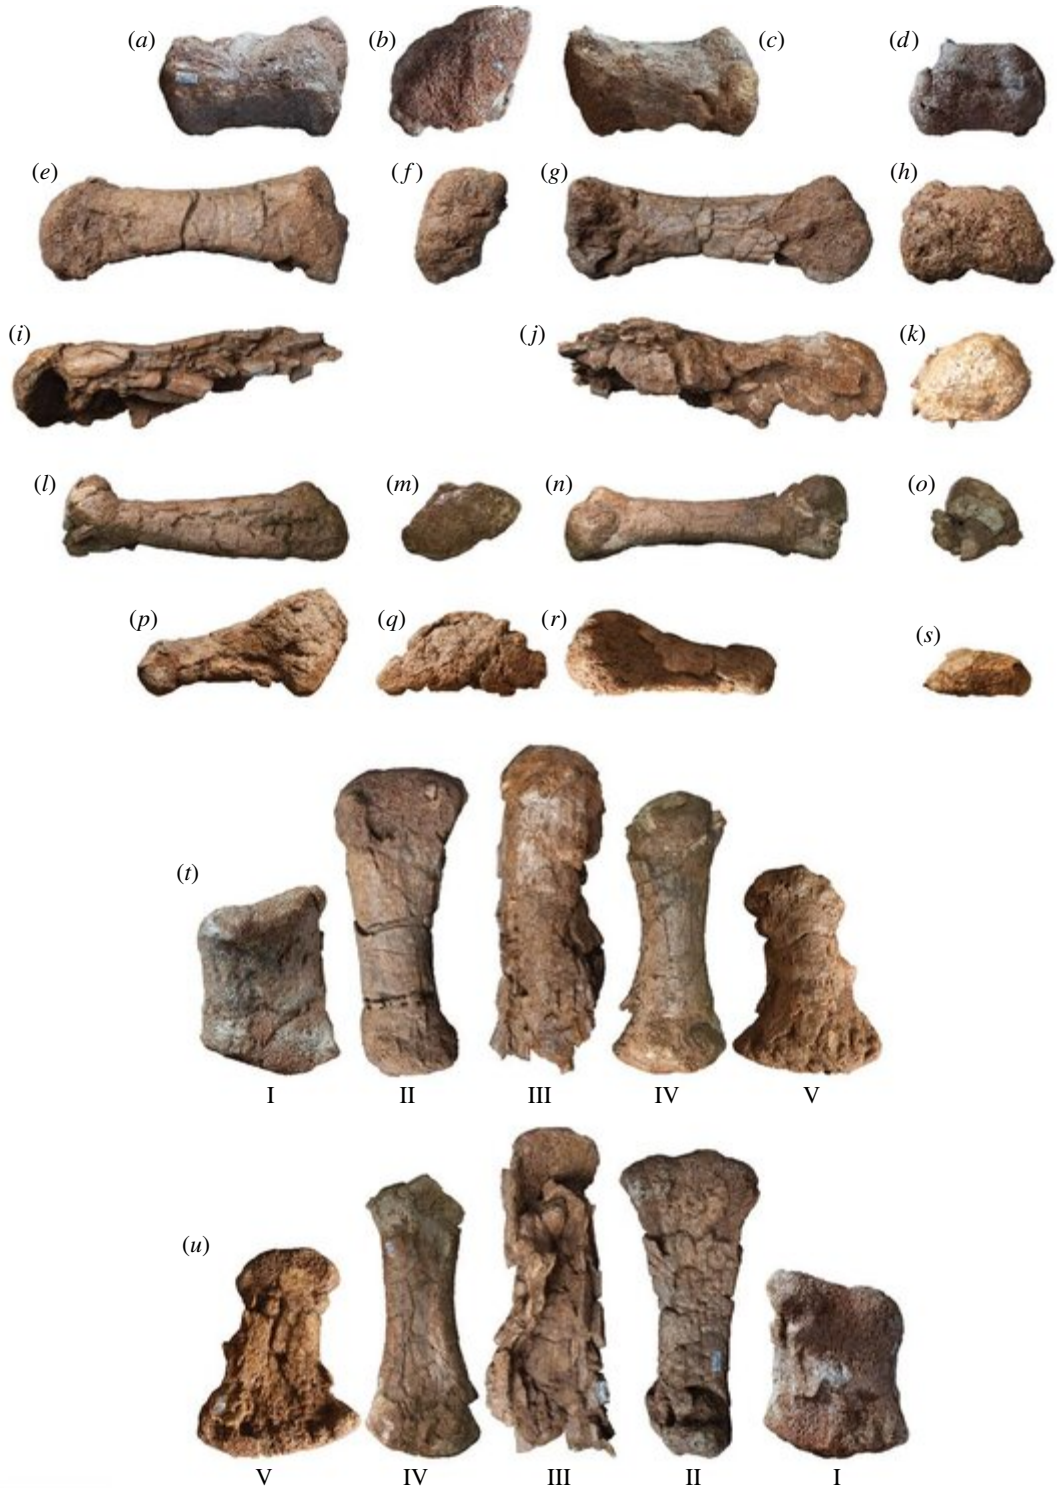 (a) (b) (c) (d)
(e) (f) (g) (h)
(i) (j) (k)
(l) (m) (n) (o)
(p) (q) (r) (s)
(t)
I II III IV V
(u)
V IV III II I